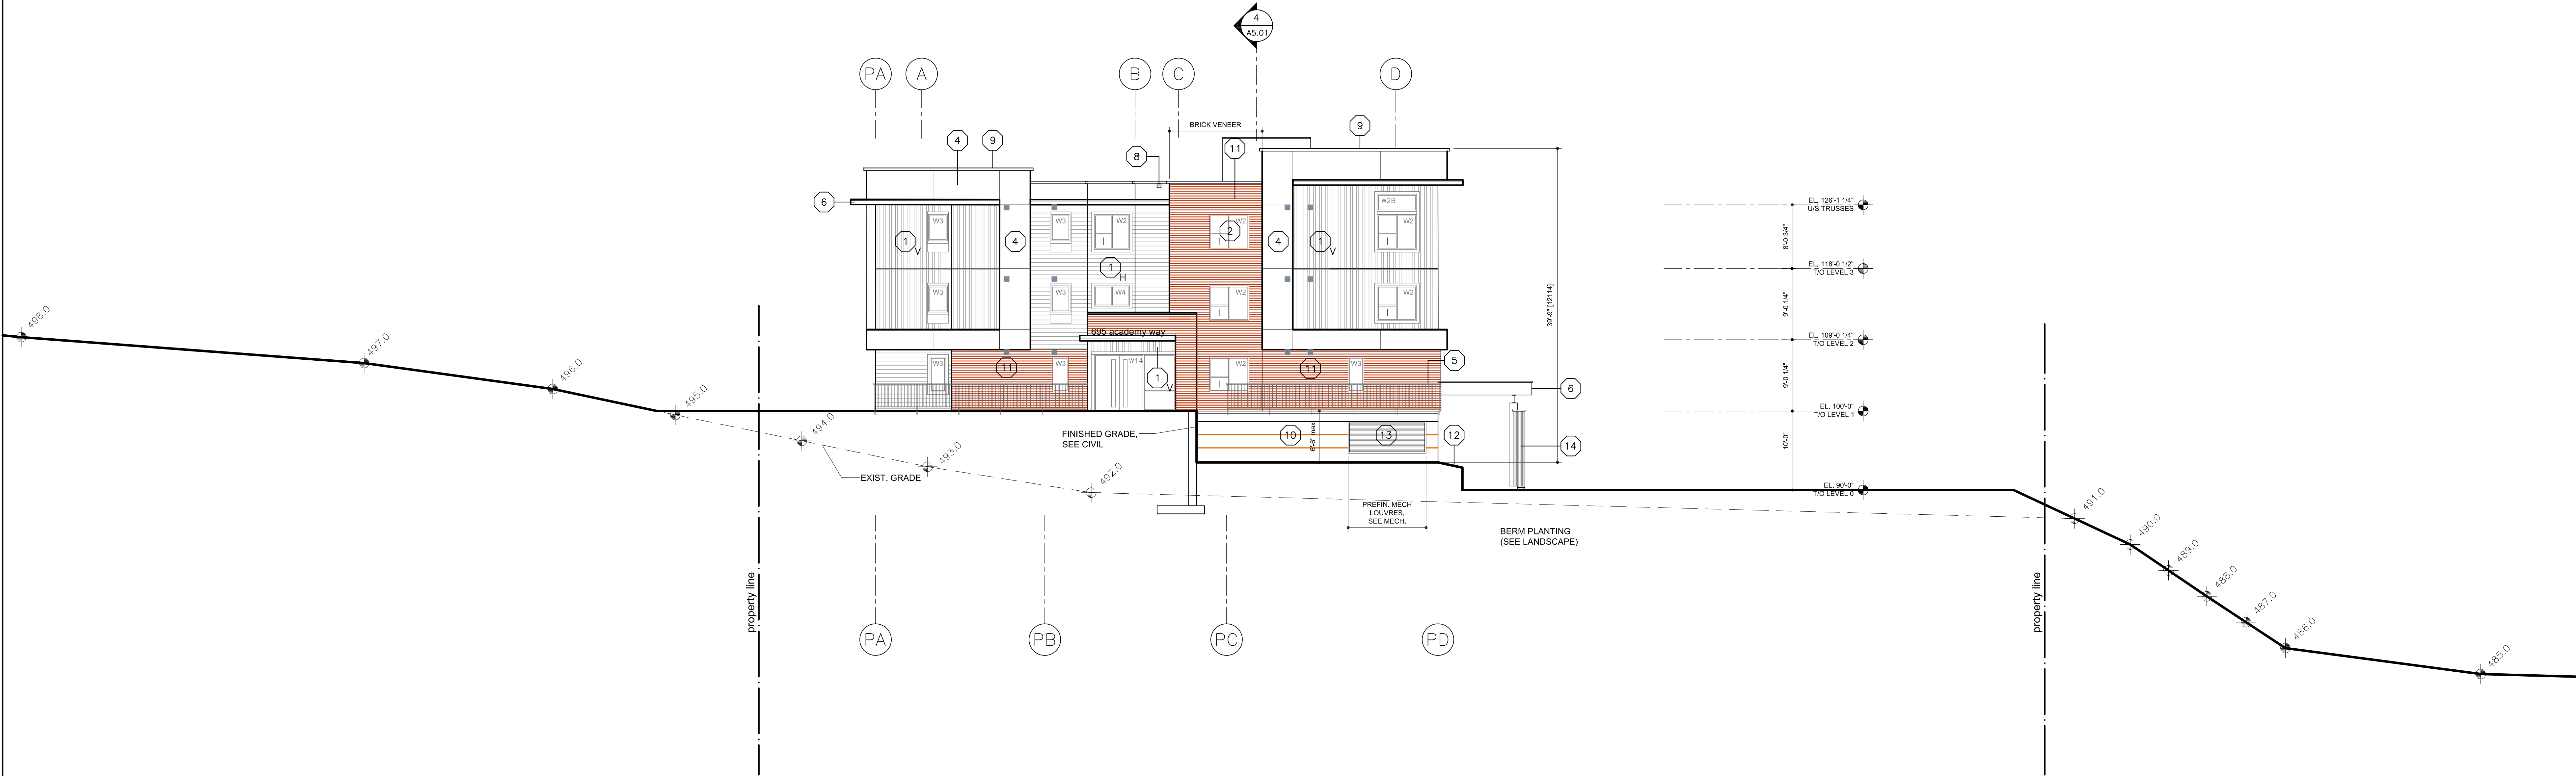 4
A5.01
PA
A
B
C
D
BRICK VENEER
4
9
8
11
9
6
W3
W3
W2
W2B
1
V
4
1
H
2
W2
4
1
V
W2
W3
W3
W4
W2
W2
695 academy way
W3
11
W3
W14
1
V
W2
11
W3
5
6
39'-9" [12114]
EL. 126'-1 1/4"
U/S TRUSSES
8'-0 3/4"
EL. 118'-0 1/2"
T/O LEVEL 3
9'-0 1/4"
EL. 109'-0 1/4"
T/O LEVEL 2
9'-0 1/4"
EL. 100'-0"
T/O LEVEL 1
10'-0"
EL. 90'-0"
T/O LEVEL 0
498.0
497.0
496.0
495.0
494.0
493.0
492.0
FINISHED GRADE,
SEE CIVIL
EXIST. GRADE
10
6'-6" max
13
12
14
PREFIN. MECH
LOUVRES.
SEE MECH.
BERM PLANTING
(SEE LANDSCAPE)
491.0
490.0
489.0
488.0
487.0
486.0
485.0
property line
property line
PA
PB
PC
PD